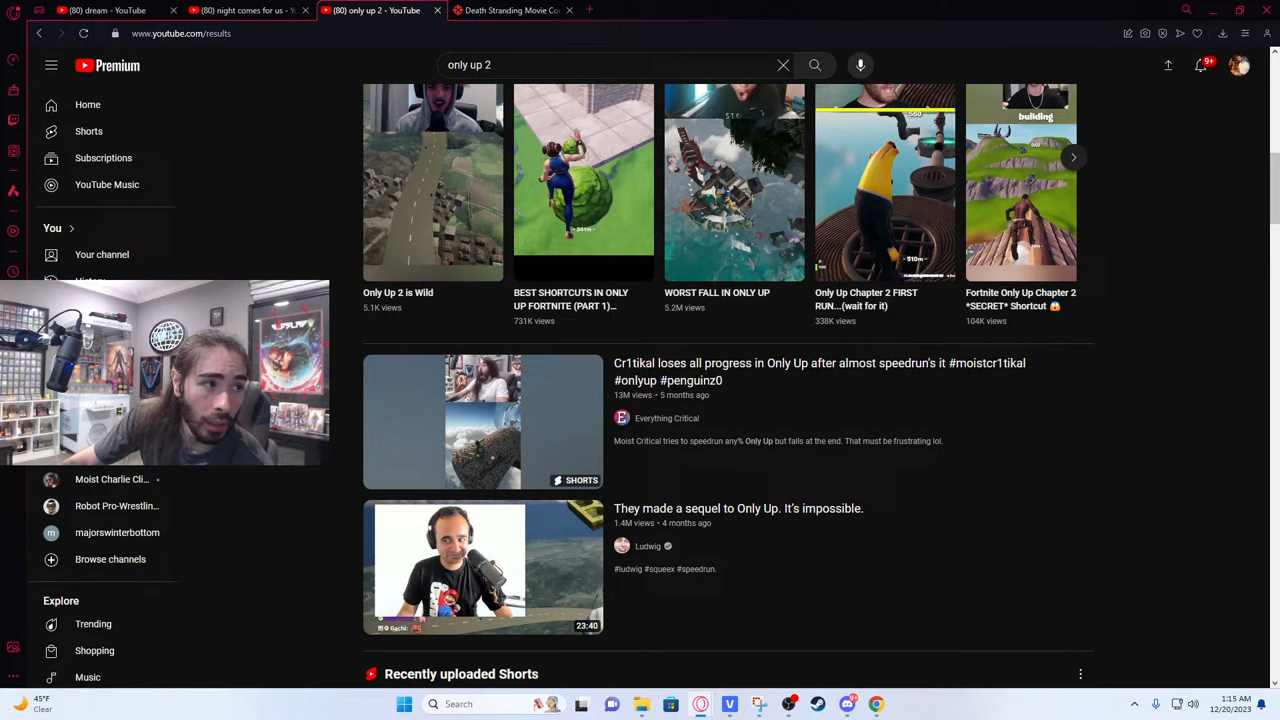 (80) dream - YouTube
(80) night comes for us - Y
(80) only up 2 - YouTube
Death Stranding Movie Co
www.youtube.com/results
Premium
only up 2
9+
Home
Shorts
Subscriptions
YouTube Music
You
Your channel
History
Moist Charlie Cli...
Robot Pro-Wrestlin...
m
majorswinterbottom
Browse channels
Explore
Trending
Shopping
Music
- 341m -
510m
building
Only Up 2 is Wild
5.1K views
BEST SHORTCUTS IN ONLY
UP FORTNITE (PART 1)...
731K views
WORST FALL IN ONLY UP
5.2M views
Only Up Chapter 2 FIRST
RUN...(wait for it)
338K views
Fortnite Only Up Chapter 2
*SECRET* Shortcut 😱
104K views
Cr1tikal loses all progress in Only Up after almost speedrun's it #moistcr1tikal
#onlyup #penguinz0
13M views • 5 months ago
E
Everything Critical
Moist Critical tries to speedrun any% Only Up but falls at the end. That must be frustrating lol.
SHORTS
They made a sequel to Only Up. It's impossible.
1.4M views • 4 months ago
Ludwig
#ludwig #squeex #speedrun.
23:40
Recently uploaded Shorts
45°F
Clear
Search
1:15 AM
12/20/2023